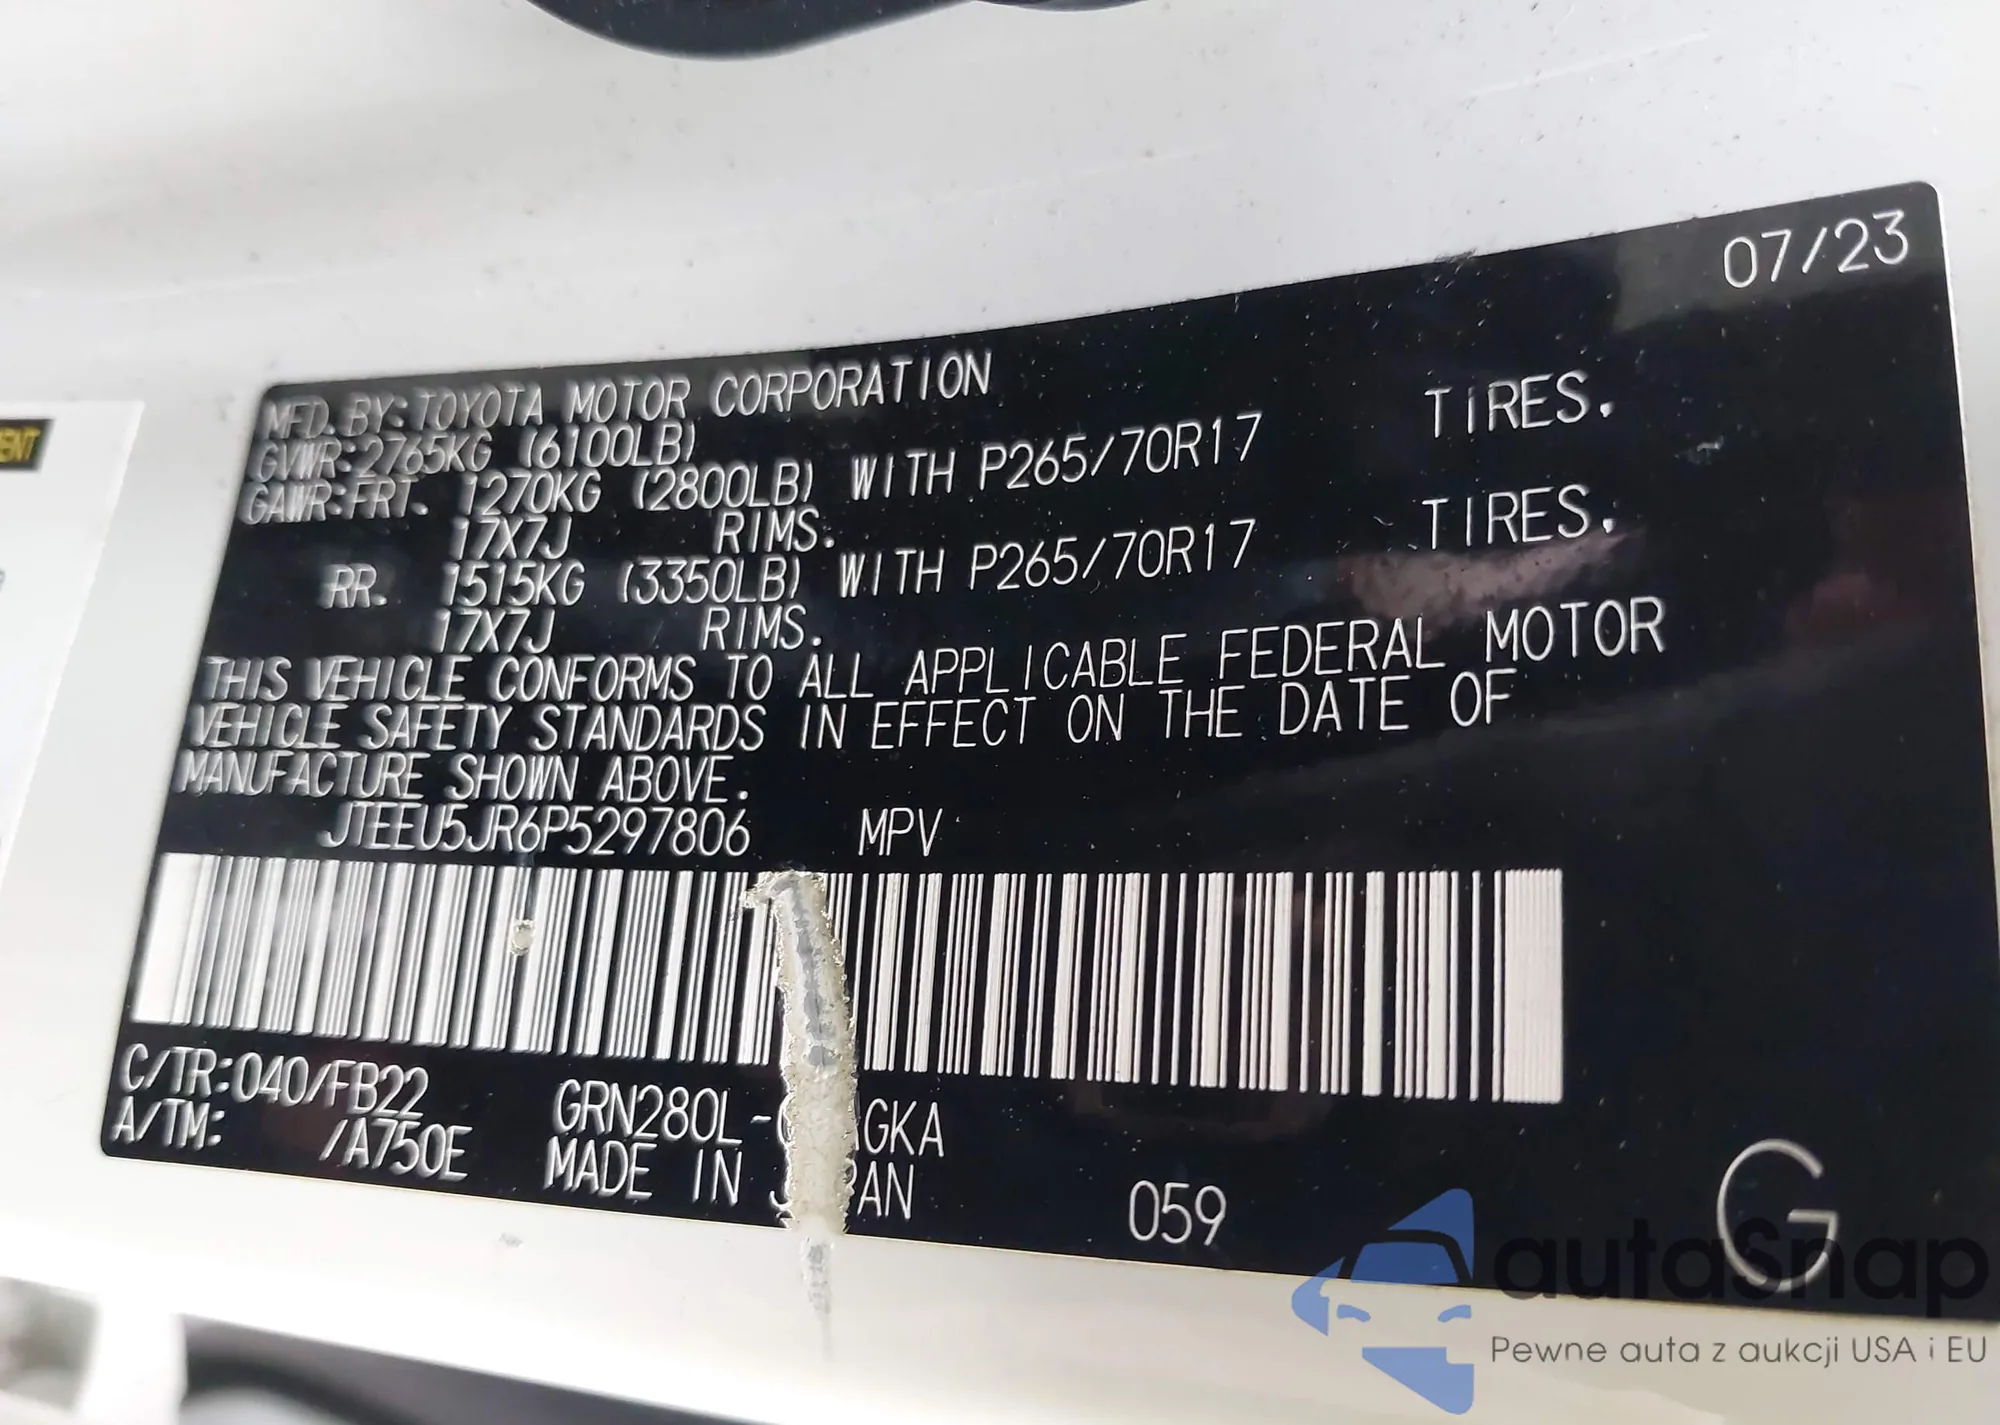 07/23
MFD. BY: TOYOTA MOTOR CORPORATION
GVWR: 2765KG (6100LB)
GAWR: FRT. 1270KG (2800LB) WITH P265/70R17 TIRES.
17X7J RIMS.
RR. 1515KG (3350LB) WITH P265/70R17 TIRES.
17X7J RIMS.
THIS VEHICLE CONFORMS TO ALL APPLICABLE FEDERAL MOTOR
VEHICLE SAFETY STANDARDS IN EFFECT ON THE DATE OF
MANUFACTURE SHOWN ABOVE.
JTEEU5JR6P5297806 MPV
C/TR: 040/FB22 GRN280L-
A/TM: /A750E MADE IN
059
G
autaSnap
Pewne auta z aukcji USA i EU